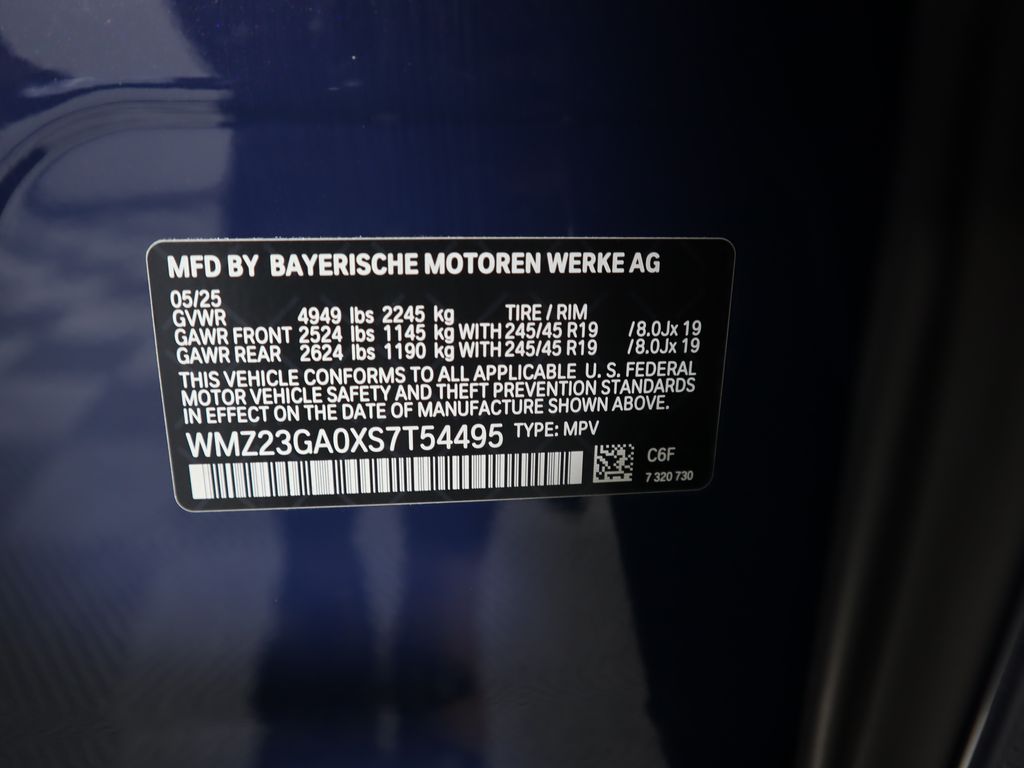 MFD BY BAYERISCHE MOTOREN WERKE AG
05/25
GVWR 4949 lbs 2245 kg TIRE / RIM
GAWR FRONT 2524 lbs 1145 kg WITH 245/45 R19 /8.0Jx 19
GAWR REAR 2624 lbs 1190 kg WITH 245/45 R19 /8.0Jx 19
THIS VEHICLE CONFORMS TO ALL APPLICABLE U. S. FEDERAL
MOTOR VEHICLE SAFETY AND THEFT PREVENTION STANDARDS
IN EFFECT ON THE DATE OF MANUFACTURE SHOWN ABOVE.
WMZ23GA0XS7T54495 TYPE: MPV
C6F
7 320 730